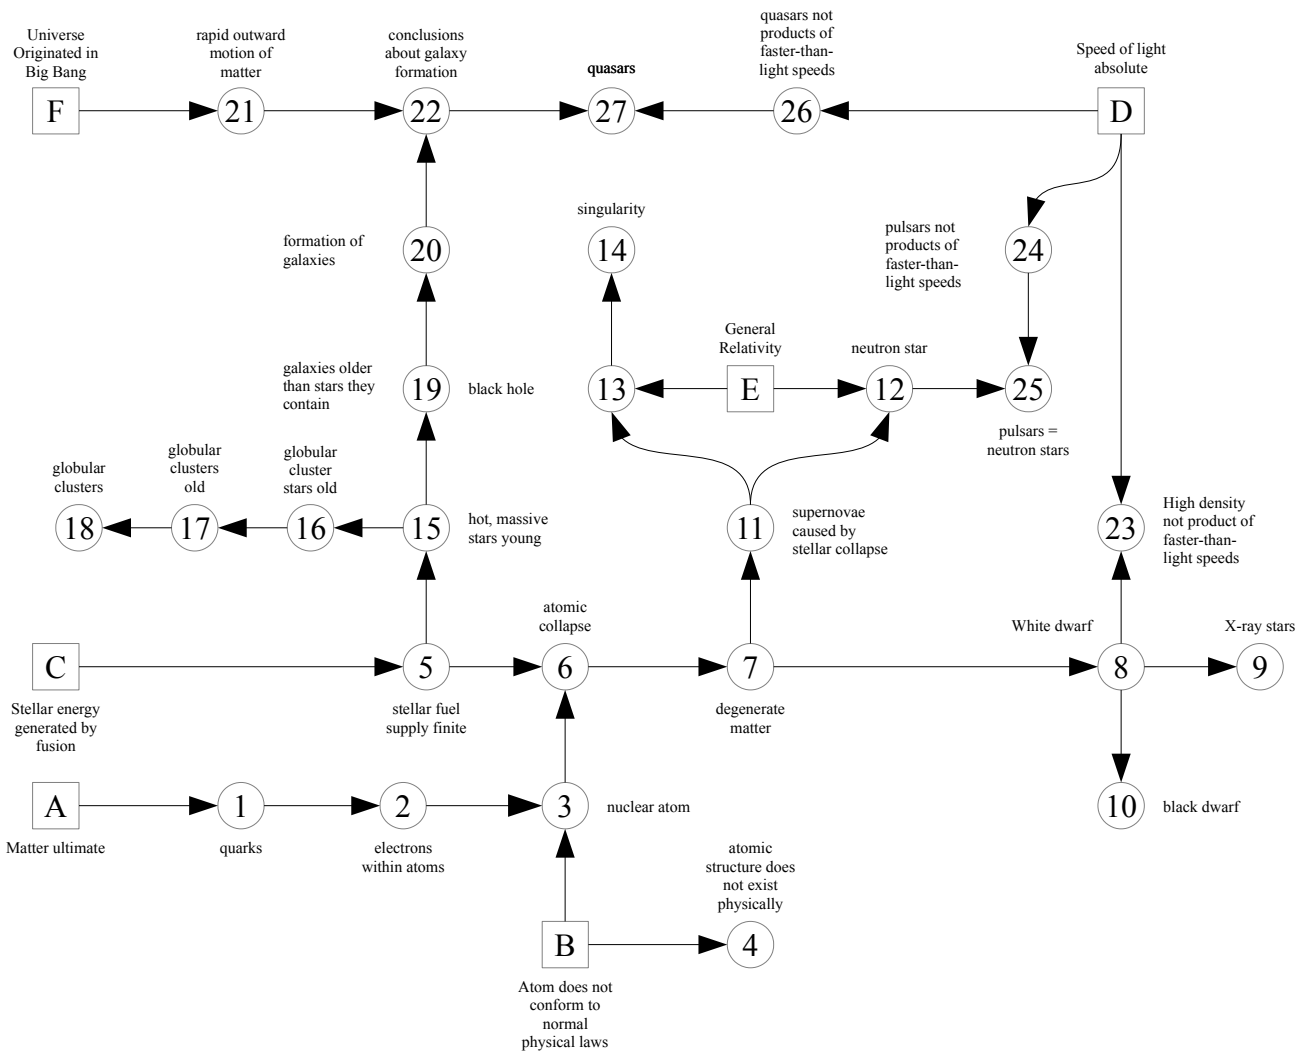 Universe
Originated in
Big Bang
rapid outward
motion of
matter
conclusions
about galaxy
formation
quasars
quasars not
products of
faster-than-
light speeds
Speed of light
absolute
F
21
22
27
26
D
singularity
formation of
galaxies
20
14
pulsars not
products of
faster-than-
light speeds
24
General
Relativity
neutron star
galaxies older
than stars they
contain
19
black hole
13
E
12
25
pulsars =
neutron stars
globular
clusters
globular
clusters
old
globular
cluster
stars old
18
17
16
15
hot, massive
stars young
11
supernovae
caused by
stellar collapse
23
High density
not product of
faster-than-
light speeds
atomic
collapse
White dwarf
X-ray stars
C
5
6
7
8
9
Stellar energy
generated by
fusion
stellar fuel
supply finite
degenerate
matter
A
1
2
3
nuclear atom
10
black dwarf
Matter ultimate
quarks
electrons
within atoms
atomic
structure does
not exist
physically
B
4
Atom does not
conform to
normal
physical laws